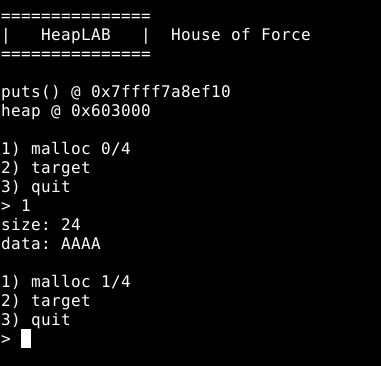 ===============
|   HeapLAB   |  House of Force
===============
puts() @ 0x7ffff7a8ef10
heap @ 0x603000
1) malloc 0/4
2) target
3) quit
> 1
size: 24
data: AAAA
1) malloc 1/4
2) target
3) quit
>